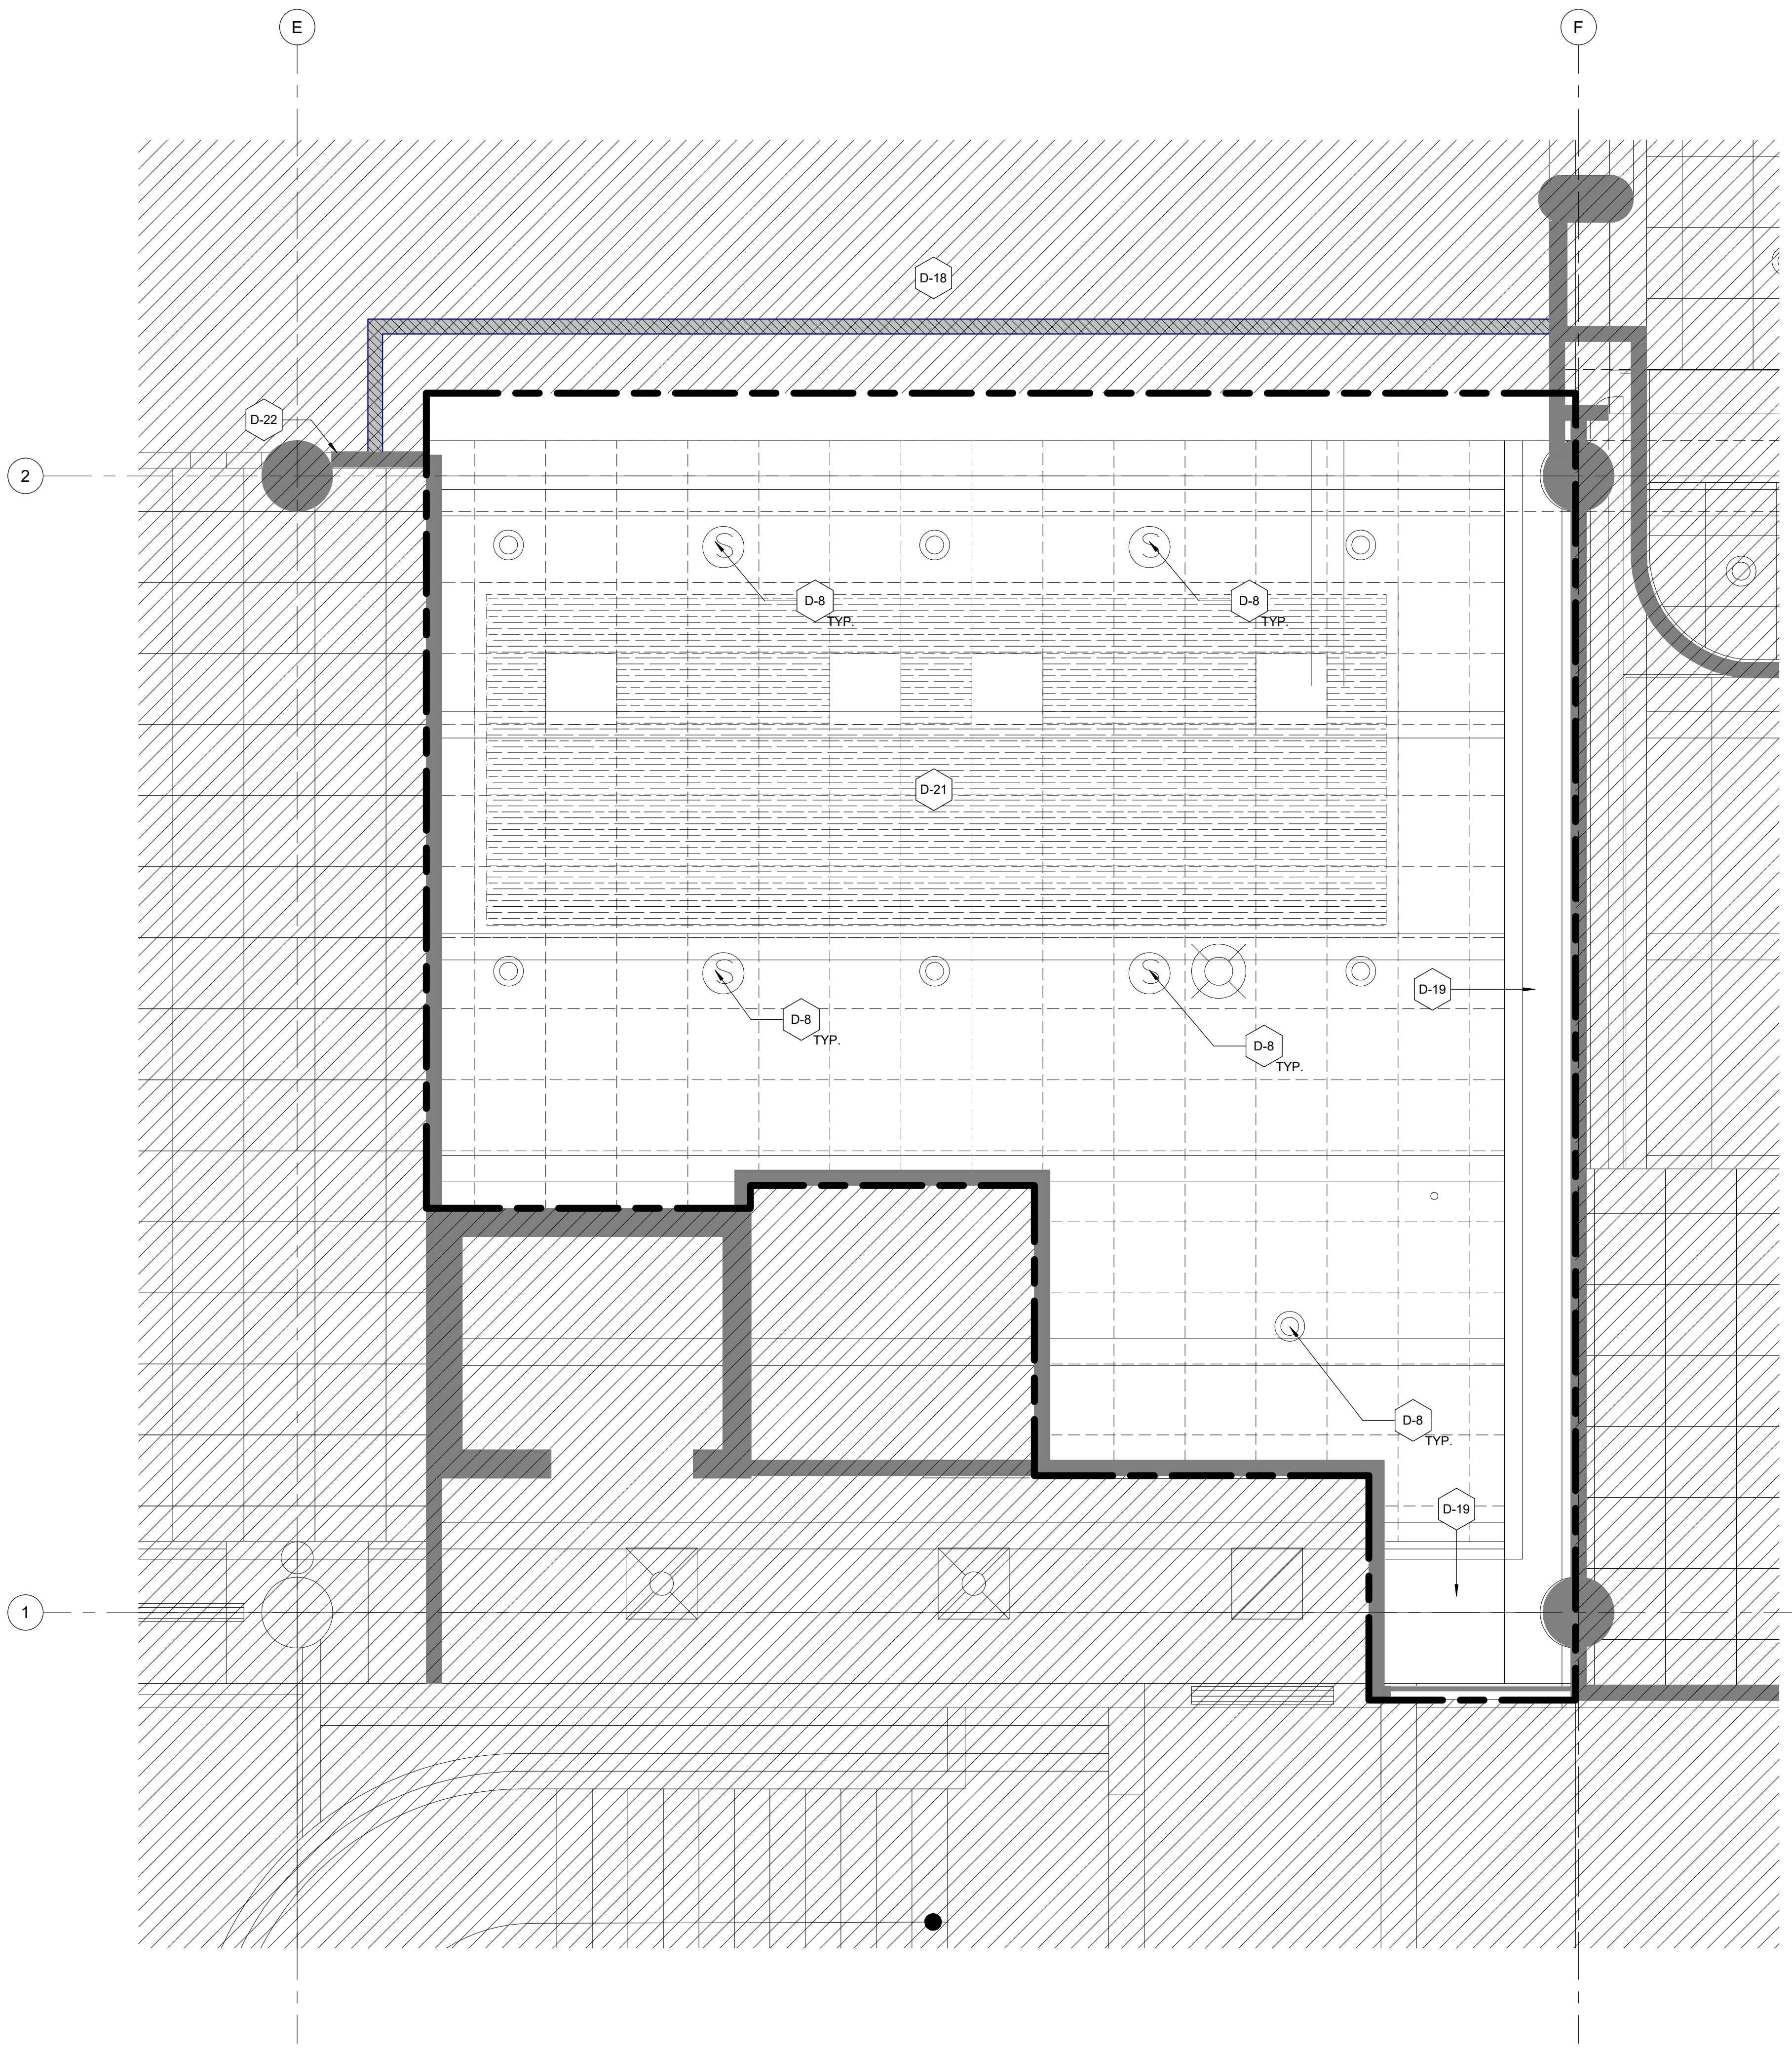 E
F
D-18
D-22
2
S
S
D-8
TYP.
D-8
TYP.
D-21
S
S
D-19
D-8
TYP.
D-8
TYP.
D-8
TYP.
D-19
1